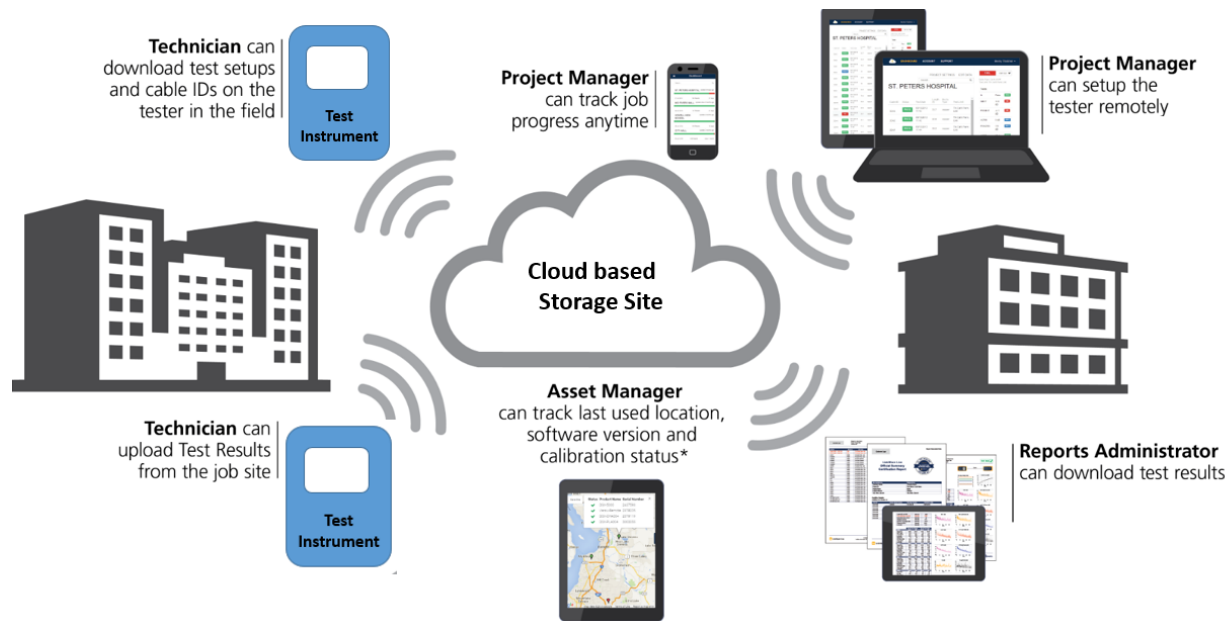 Technician can
download test setups
and cable IDs on the
tester in the field
Test
Instrument
Project Manager
can track job
progress anytime
ST. PETERS HOSPITAL
ST. PETERS HOSPITAL
Project Manager
can setup the
tester remotely
Cloud based
Storage Site
Technician can
upload Test Results
from the job site
Test
Instrument
Asset Manager
can track last used location,
software version and
calibration status*
Reports Administrator
can download test results